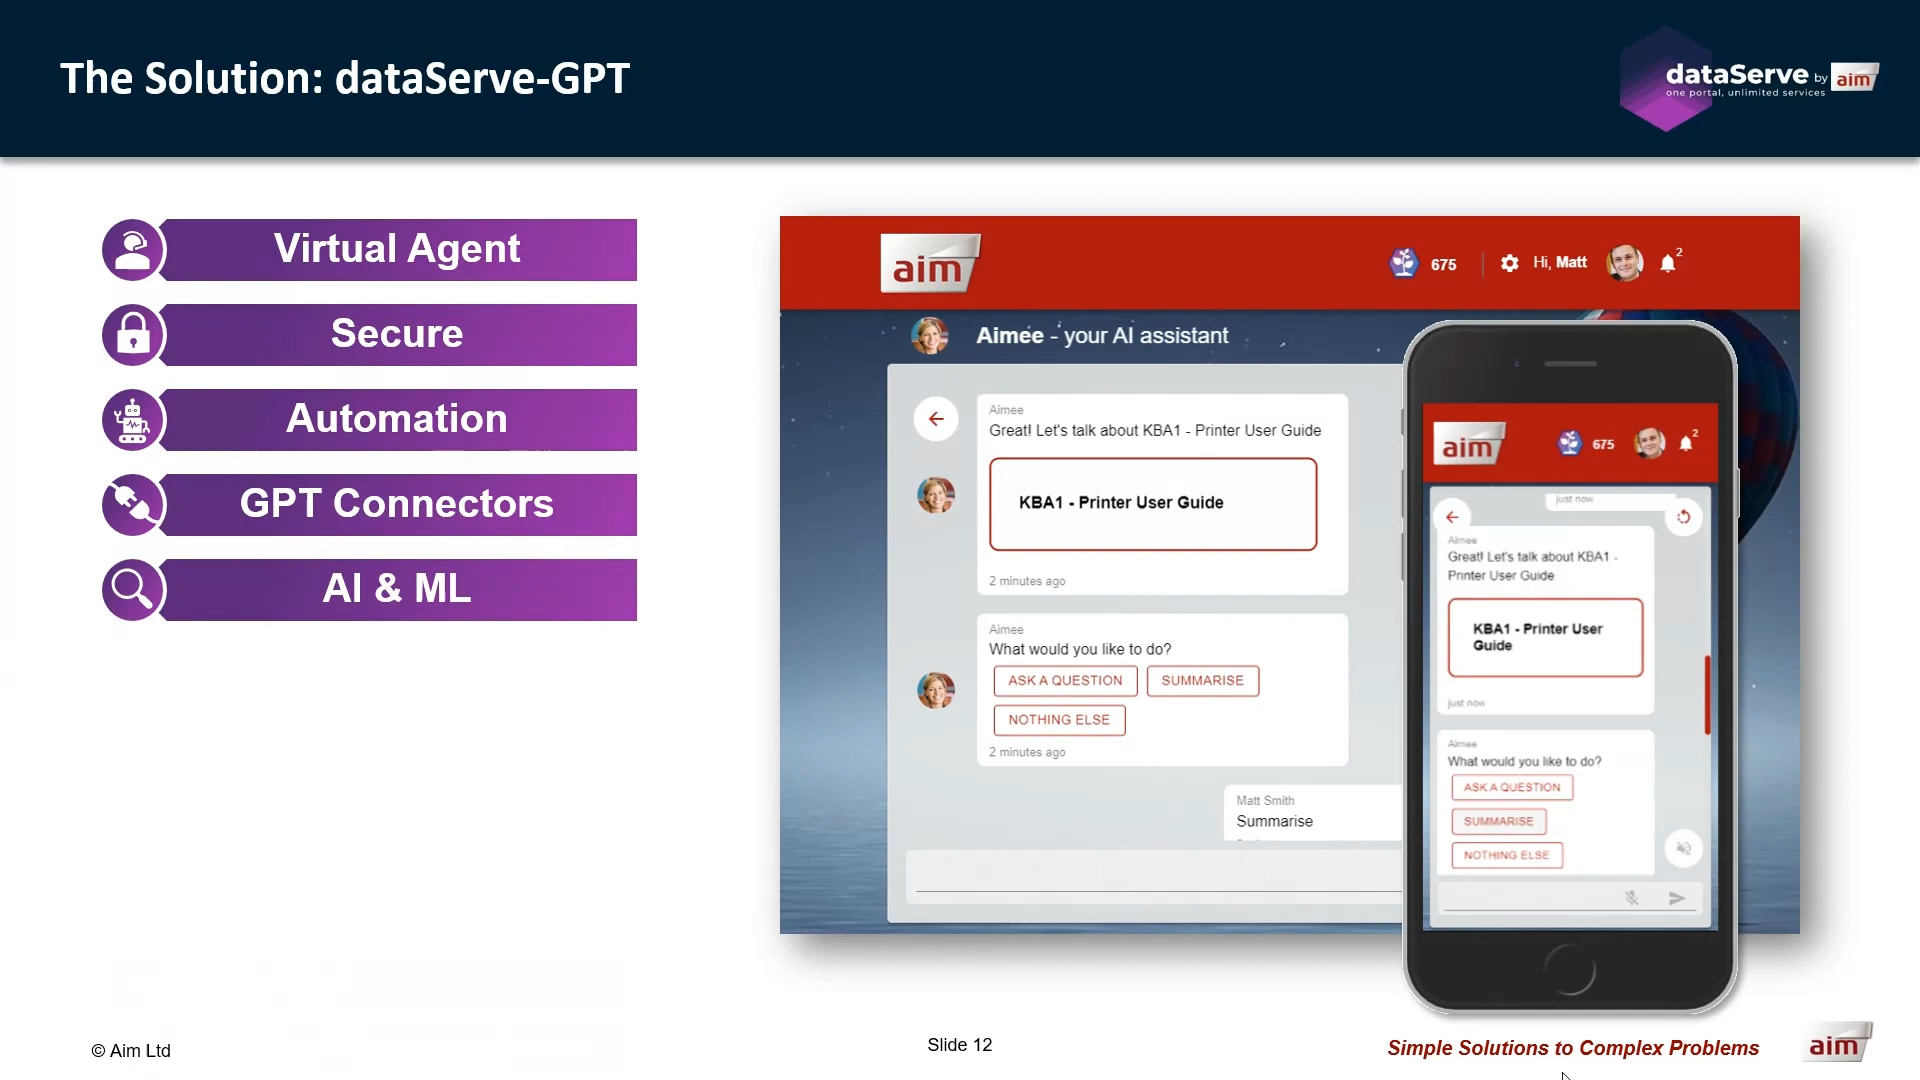 The Solution: dataServe-GPT
dataServe by aim
one portal, unlimited services
Virtual Agent
Secure
Automation
GPT Connectors
AI & ML
aim
675
Hi, Matt
2
Aimee - your AI assistant
Aimee
Great! Let's talk about KBA1 - Printer User Guide
KBA1 - Printer User Guide
2 minutes ago
Aimee
What would you like to do?
ASK A QUESTION
SUMMARISE
NOTHING ELSE
2 minutes ago
Matt Smith
Summarise
aim
675
2
just now
Aimee
Great! Let's talk about KBA1 -
Printer User Guide
KBA1 - Printer User
Guide
just now
Aimee
What would you like to do?
ASK A QUESTION
SUMMARISE
NOTHING ELSE
© Aim Ltd
Slide 12
Simple Solutions to Complex Problems
aim